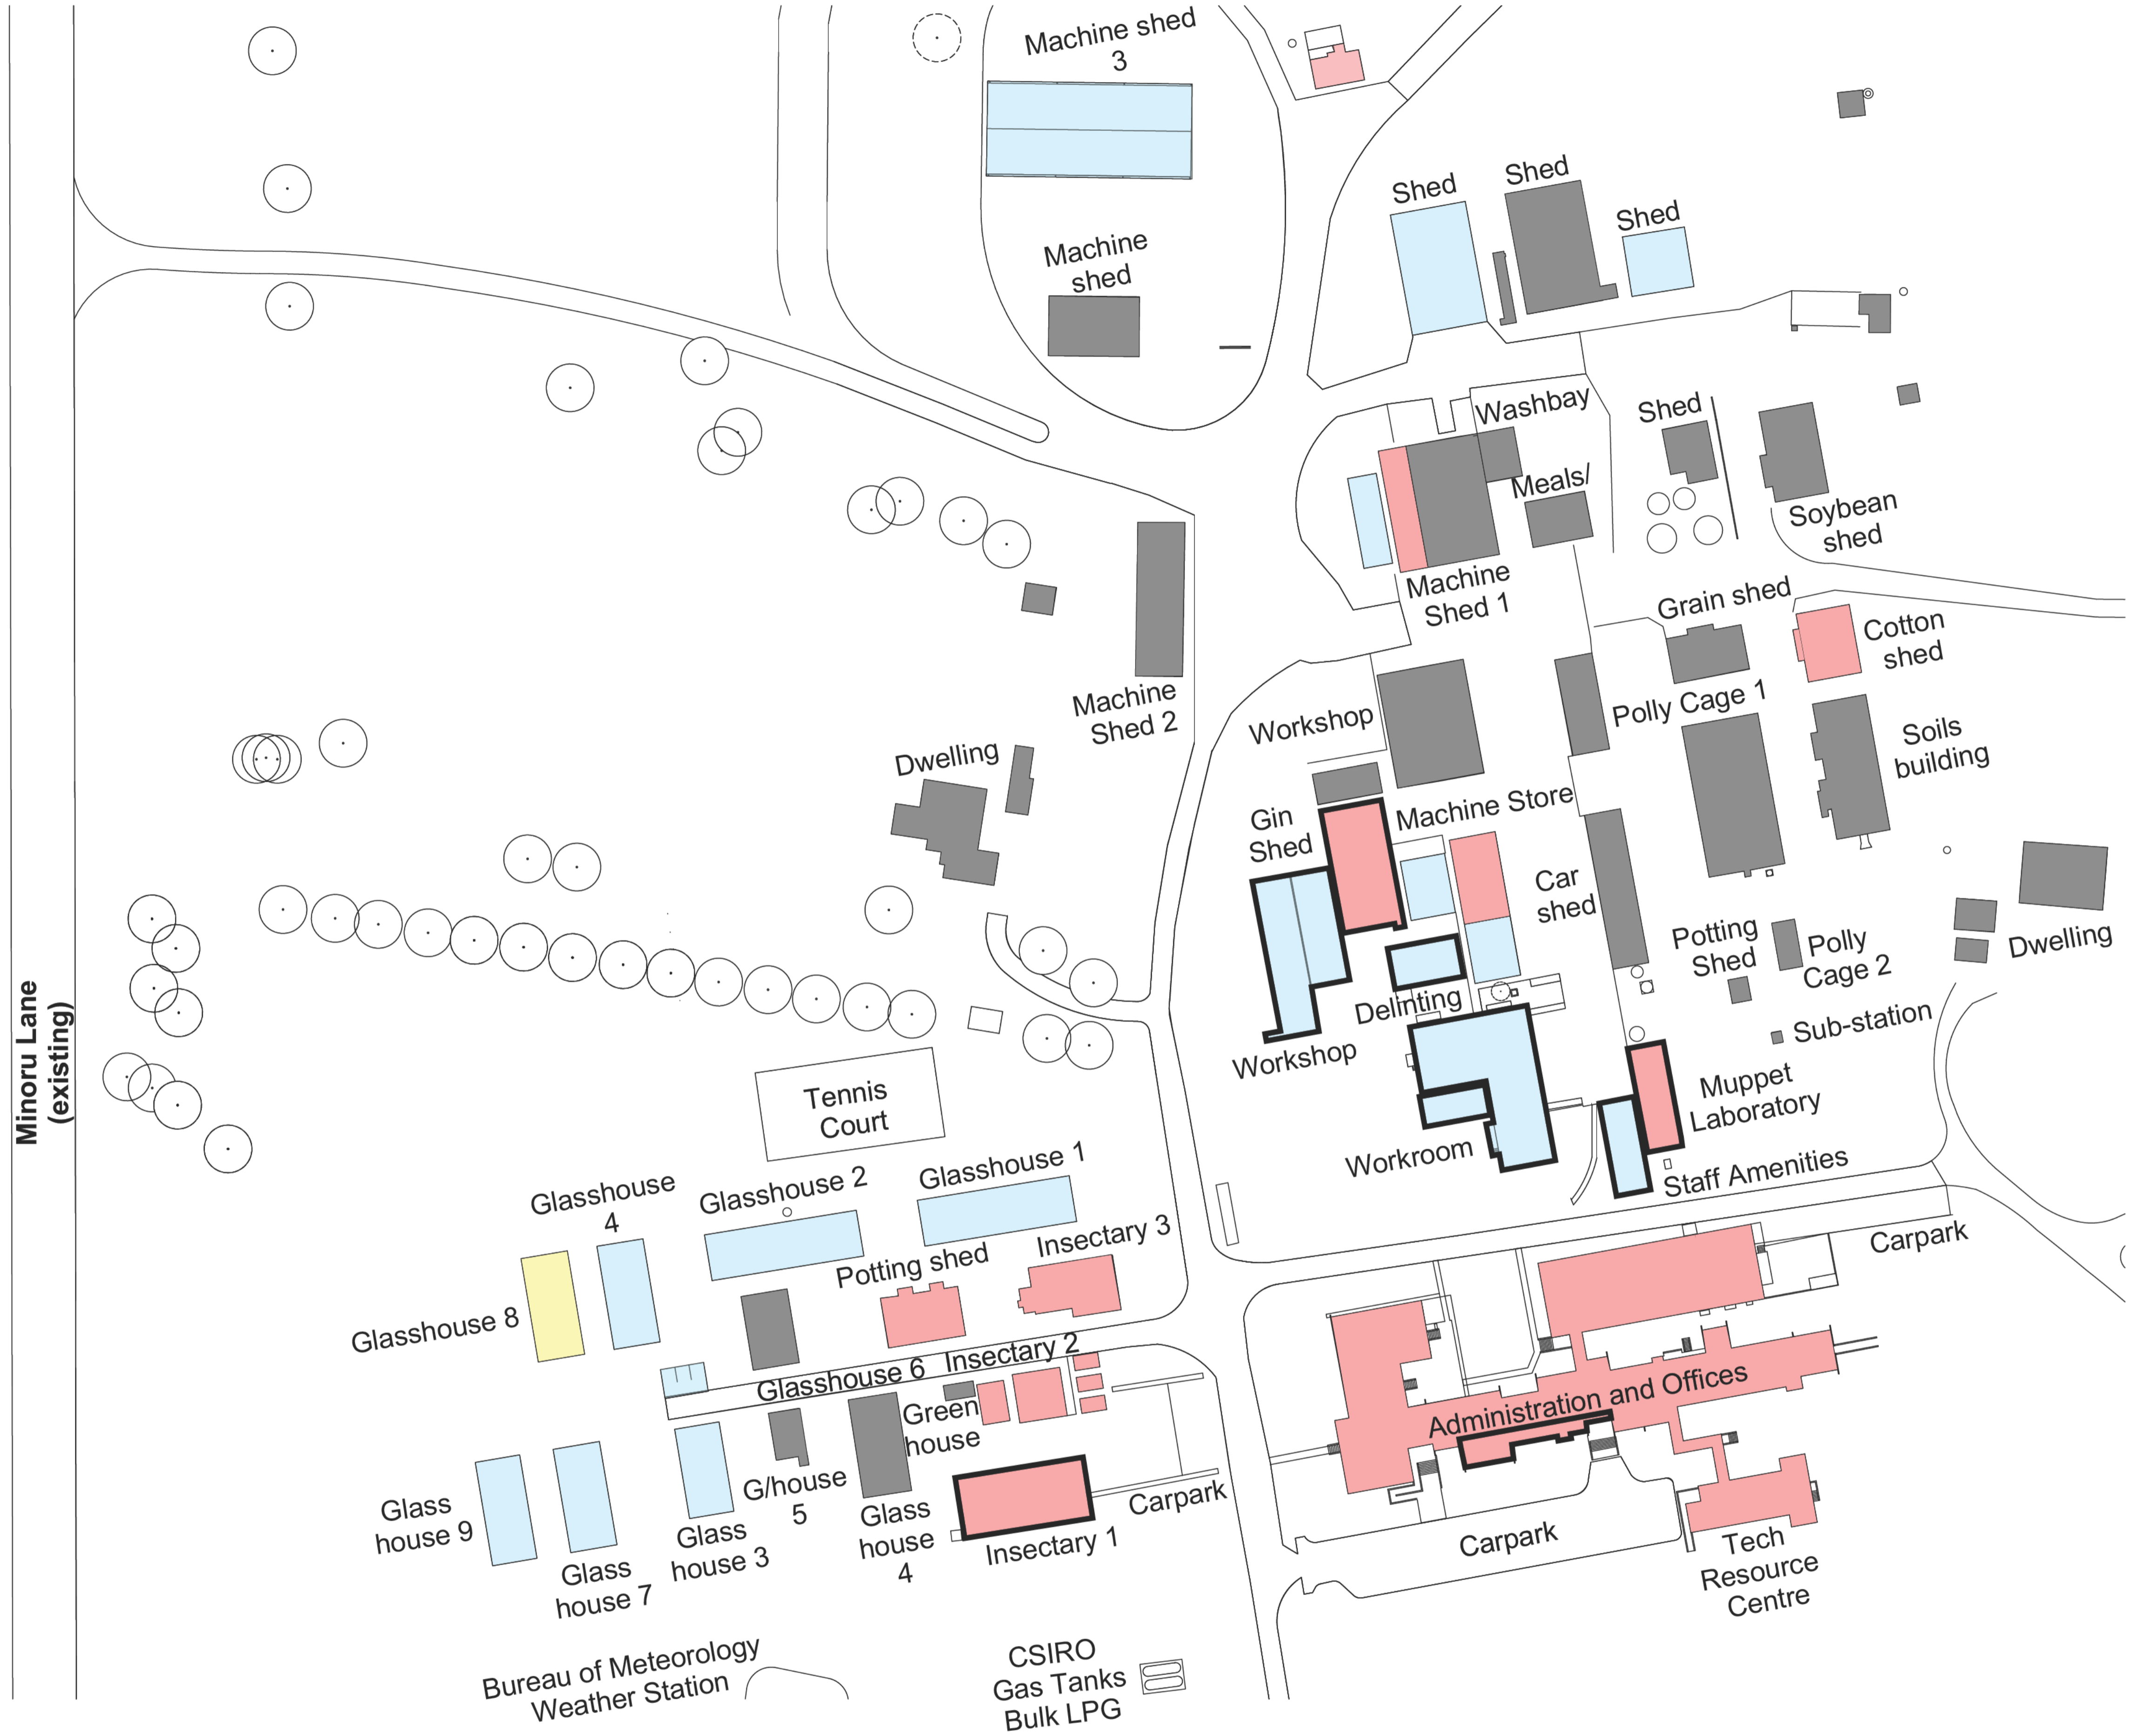 Machine shed
3
Shed
Shed
Shed
Machine
shed
Washbay
Shed
Meals/
Soybean
shed
Machine
Shed 1
Grain shed
Cotton
shed
Machine
Shed 2
Workshop
Polly Cage 1
Soils
building
Dwelling
Gin
Shed
Machine Store
Car
shed
Potting
Shed
Polly
Cage 2
Dwelling
Delinting
Sub-station
Workshop
Minoru Lane
(existing)
Tennis
Court
Muppet
Laboratory
Workroom
Staff Amenities
Glasshouse
4
Glasshouse 2
Glasshouse 1
Insectary 3
Potting shed
Carpark
Glasshouse 8
Glasshouse 6
Insectary 2
Green
house
Administration and Offices
Glass
house 9
Glass
house 7
Glass
house 3
G/house
5
Glass
house
4
Insectary 1
Carpark
Carpark
Tech
Resource
Centre
Bureau of Meteorology
Weather Station
CSIRO
Gas Tanks
Bulk LPG